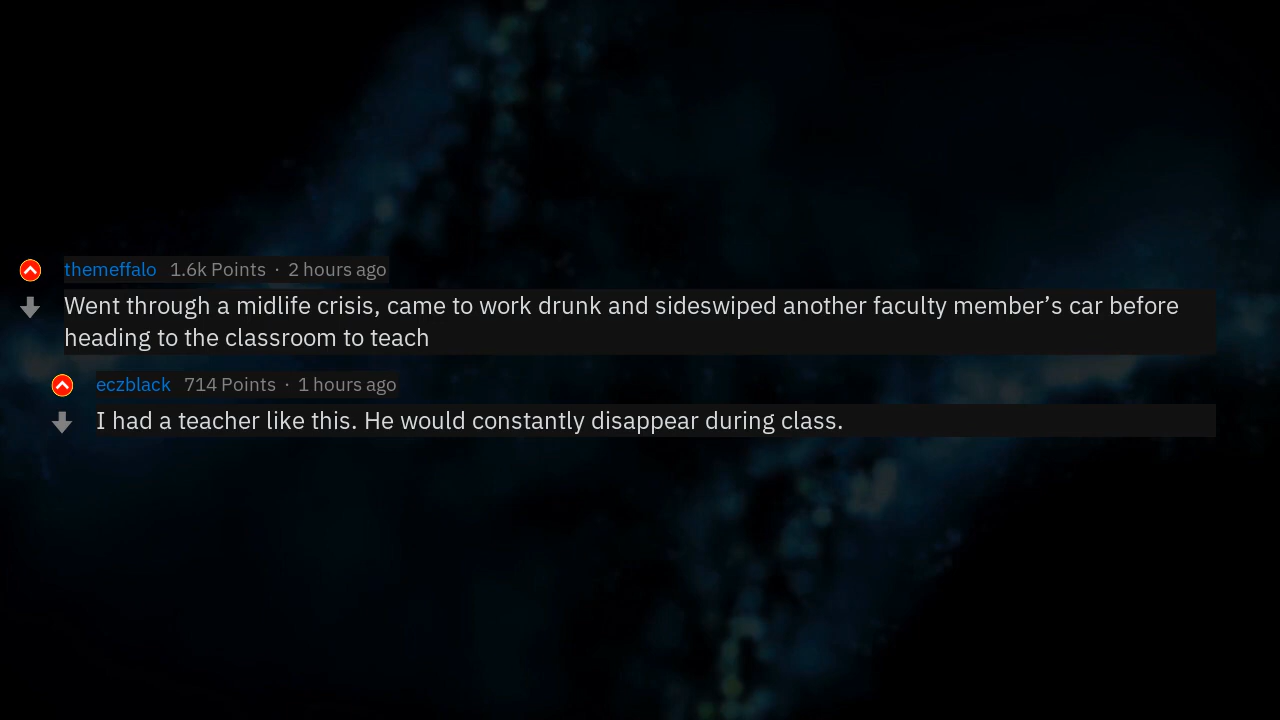 themeffalo 1.6k Points · 2 hours ago
Went through a midlife crisis, came to work drunk and sideswiped another faculty member’s car before
heading to the classroom to teach
eczblack 714 Points · 1 hours ago
I had a teacher like this. He would constantly disappear during class.